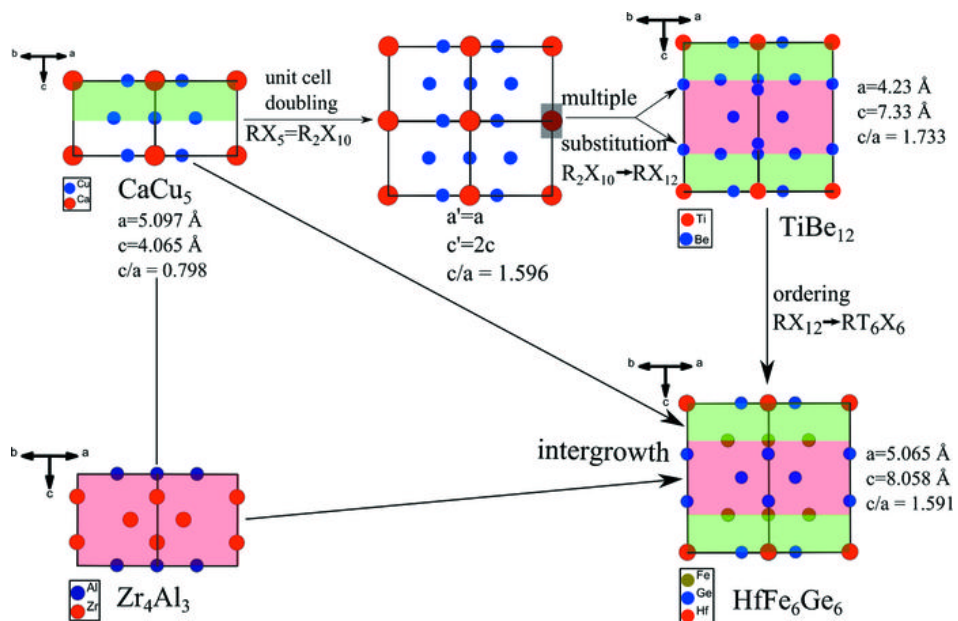 b a
c
Cu
Ca
CaCu5
a=5.097 Å
c=4.065 Å
c/a = 0.798
unit cell
doubling
RX5=R2X10
a'=a
c'=2c
c/a = 1.596
multiple
substitution
R2X10→RX12
b a
c
Ti
Be
TiBe12
a=4.23 Å
c=7.33 Å
c/a = 1.733
ordering
RX12→RT6X6
b a
c
Al
Zr
Zr4Al3
intergrowth
b a
c
Fe
Ge
Hf
HfFe6Ge6
a=5.065 Å
c=8.058 Å
c/a = 1.591